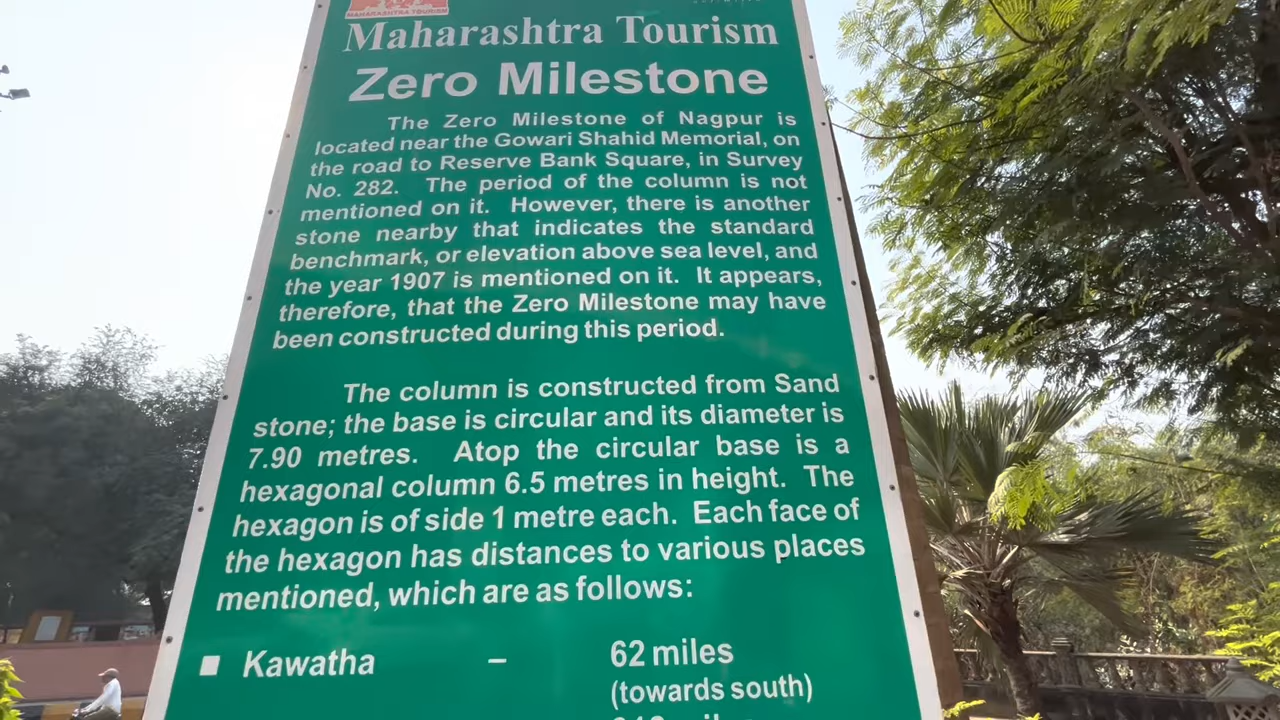 MAHARASHTRA TOURISM
Maharashtra Tourism
Zero Milestone
The Zero Milestone of Nagpur is
located near the Gowari Shahid Memorial, on
the road to Reserve Bank Square, in Survey
No. 282. The period of the column is not
mentioned on it. However, there is another
stone nearby that indicates the standard
benchmark, or elevation above sea level, and
the year 1907 is mentioned on it. It appears,
therefore, that the Zero Milestone may have
been constructed during this period.
The column is constructed from Sand
stone; the base is circular and its diameter is
7.90 metres. Atop the circular base is a
hexagonal column 6.5 metres in height. The
hexagon is of side 1 metre each. Each face of
the hexagon has distances to various places
mentioned, which are as follows:
■ Kawatha – 62 miles
(towards south)